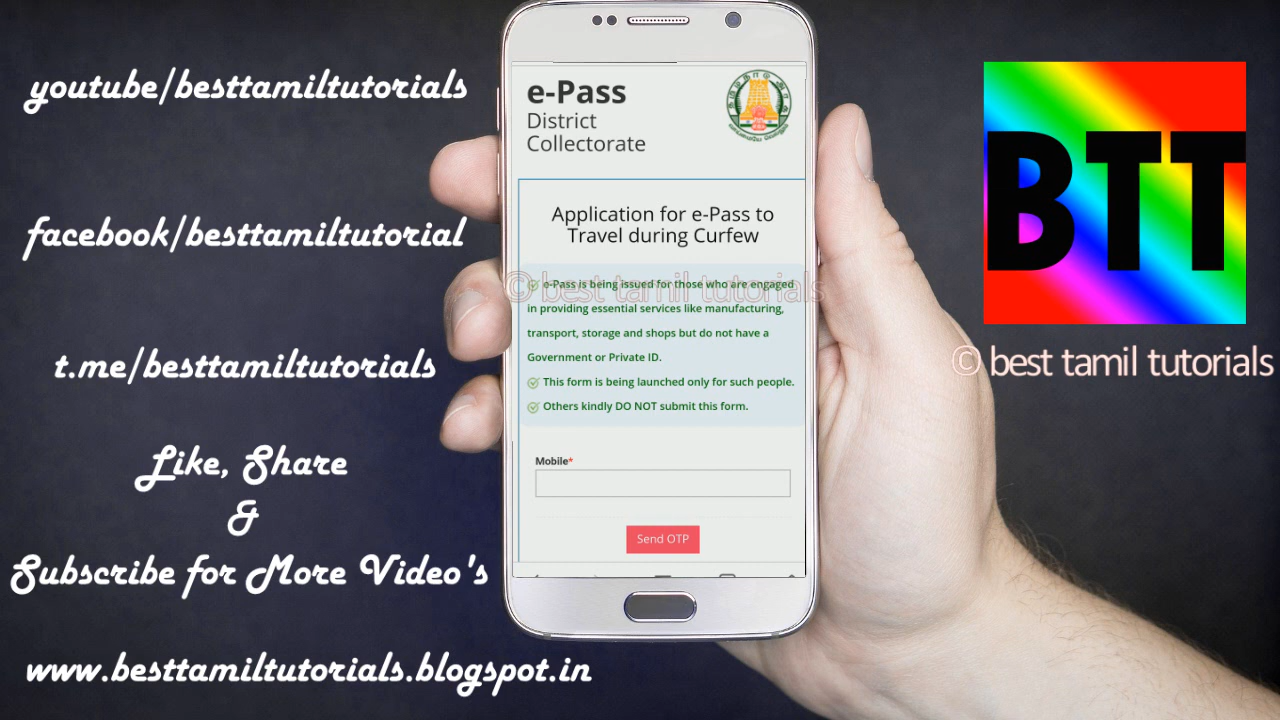 youtube/besttamiltutorials
facebook/besttamiltutorial
t.me/besttamiltutorials
Like, Share
&
Subscribe for More Video's
www.besttamiltutorials.blogspot.in
e-Pass
District
Collectorate
Application for e-Pass to
Travel during Curfew
e-Pass is being issued for those who are engaged
in providing essential services like manufacturing,
transport, storage and shops but do not have a
Government or Private ID.
This form is being launched only for such people.
Others kindly DO NOT submit this form.
© best tamil tutorials
Mobile*
Send OTP
BTT
© best tamil tutorials